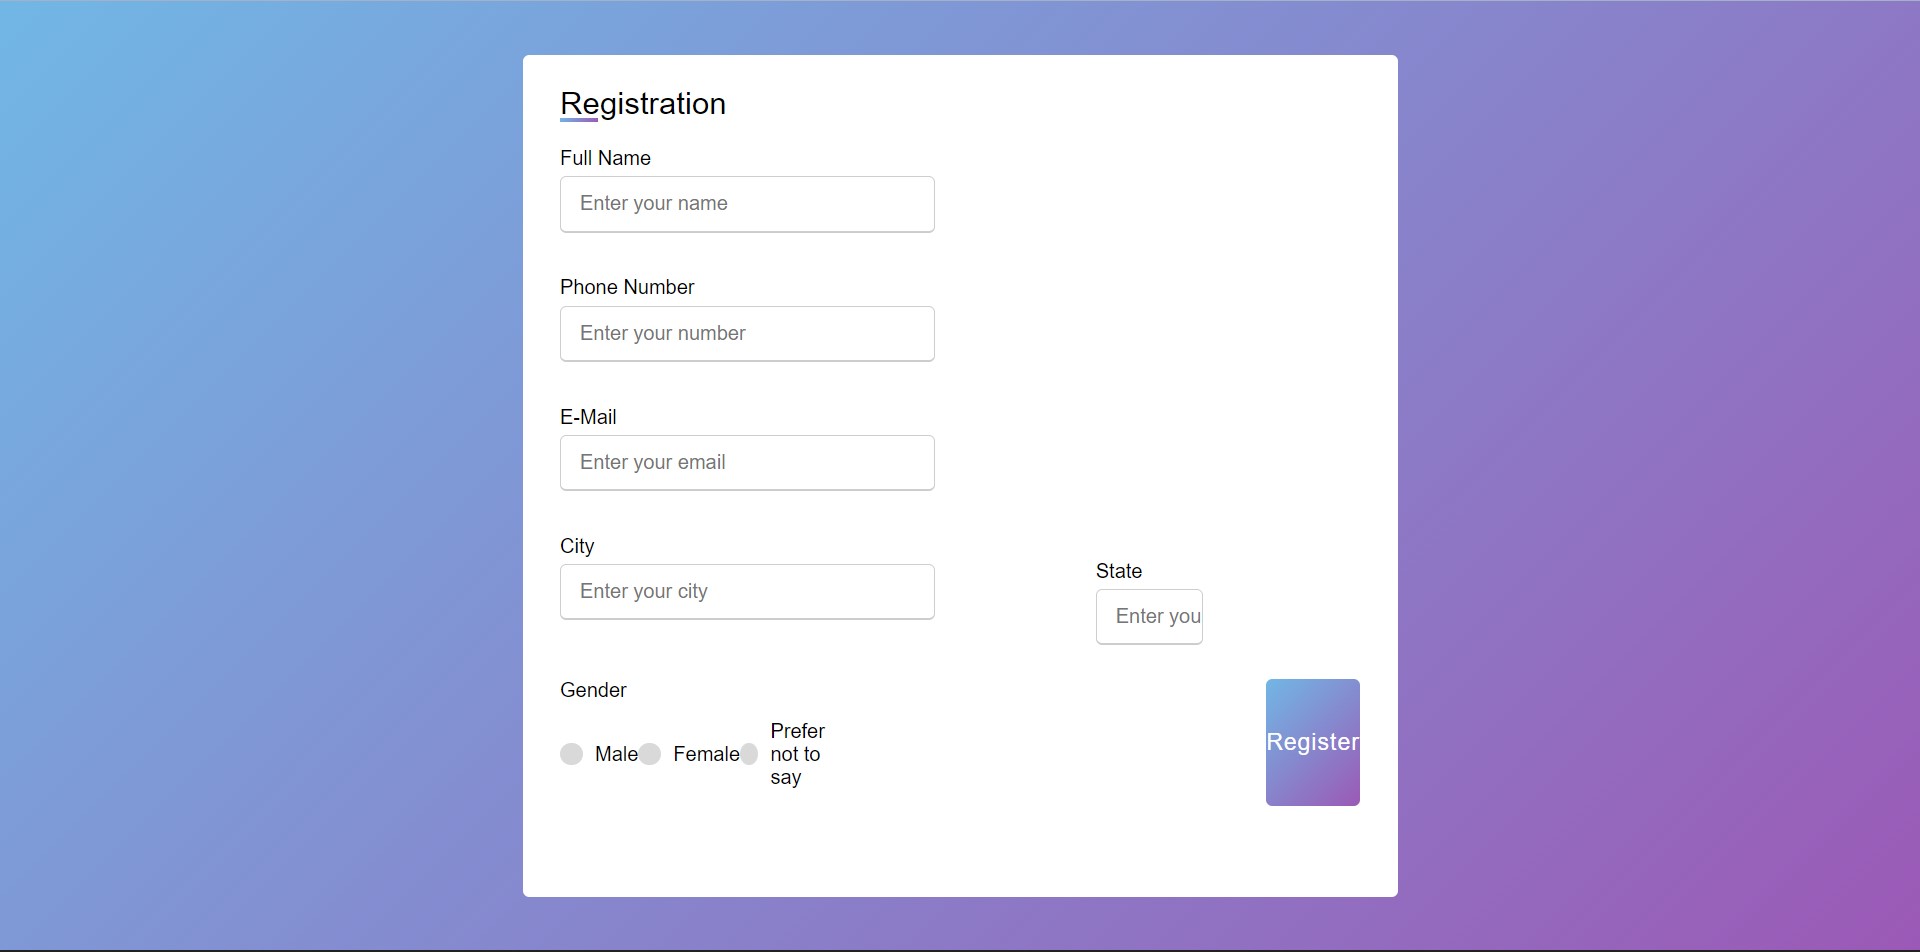 Registration
Full Name
Enter your name
Phone Number
Enter your number
E-Mail
Enter your email
City
Enter your city
State
Enter you
Gender
Male
Female
Prefer
not to
say
Register